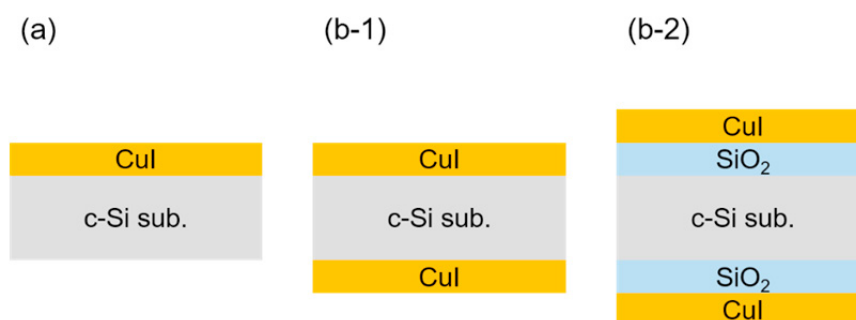 (a)
(b-1)
(b-2)
CuI
c-Si sub.
CuI
c-Si sub.
CuI
CuI
SiO₂
c-Si sub.
SiO₂
CuI